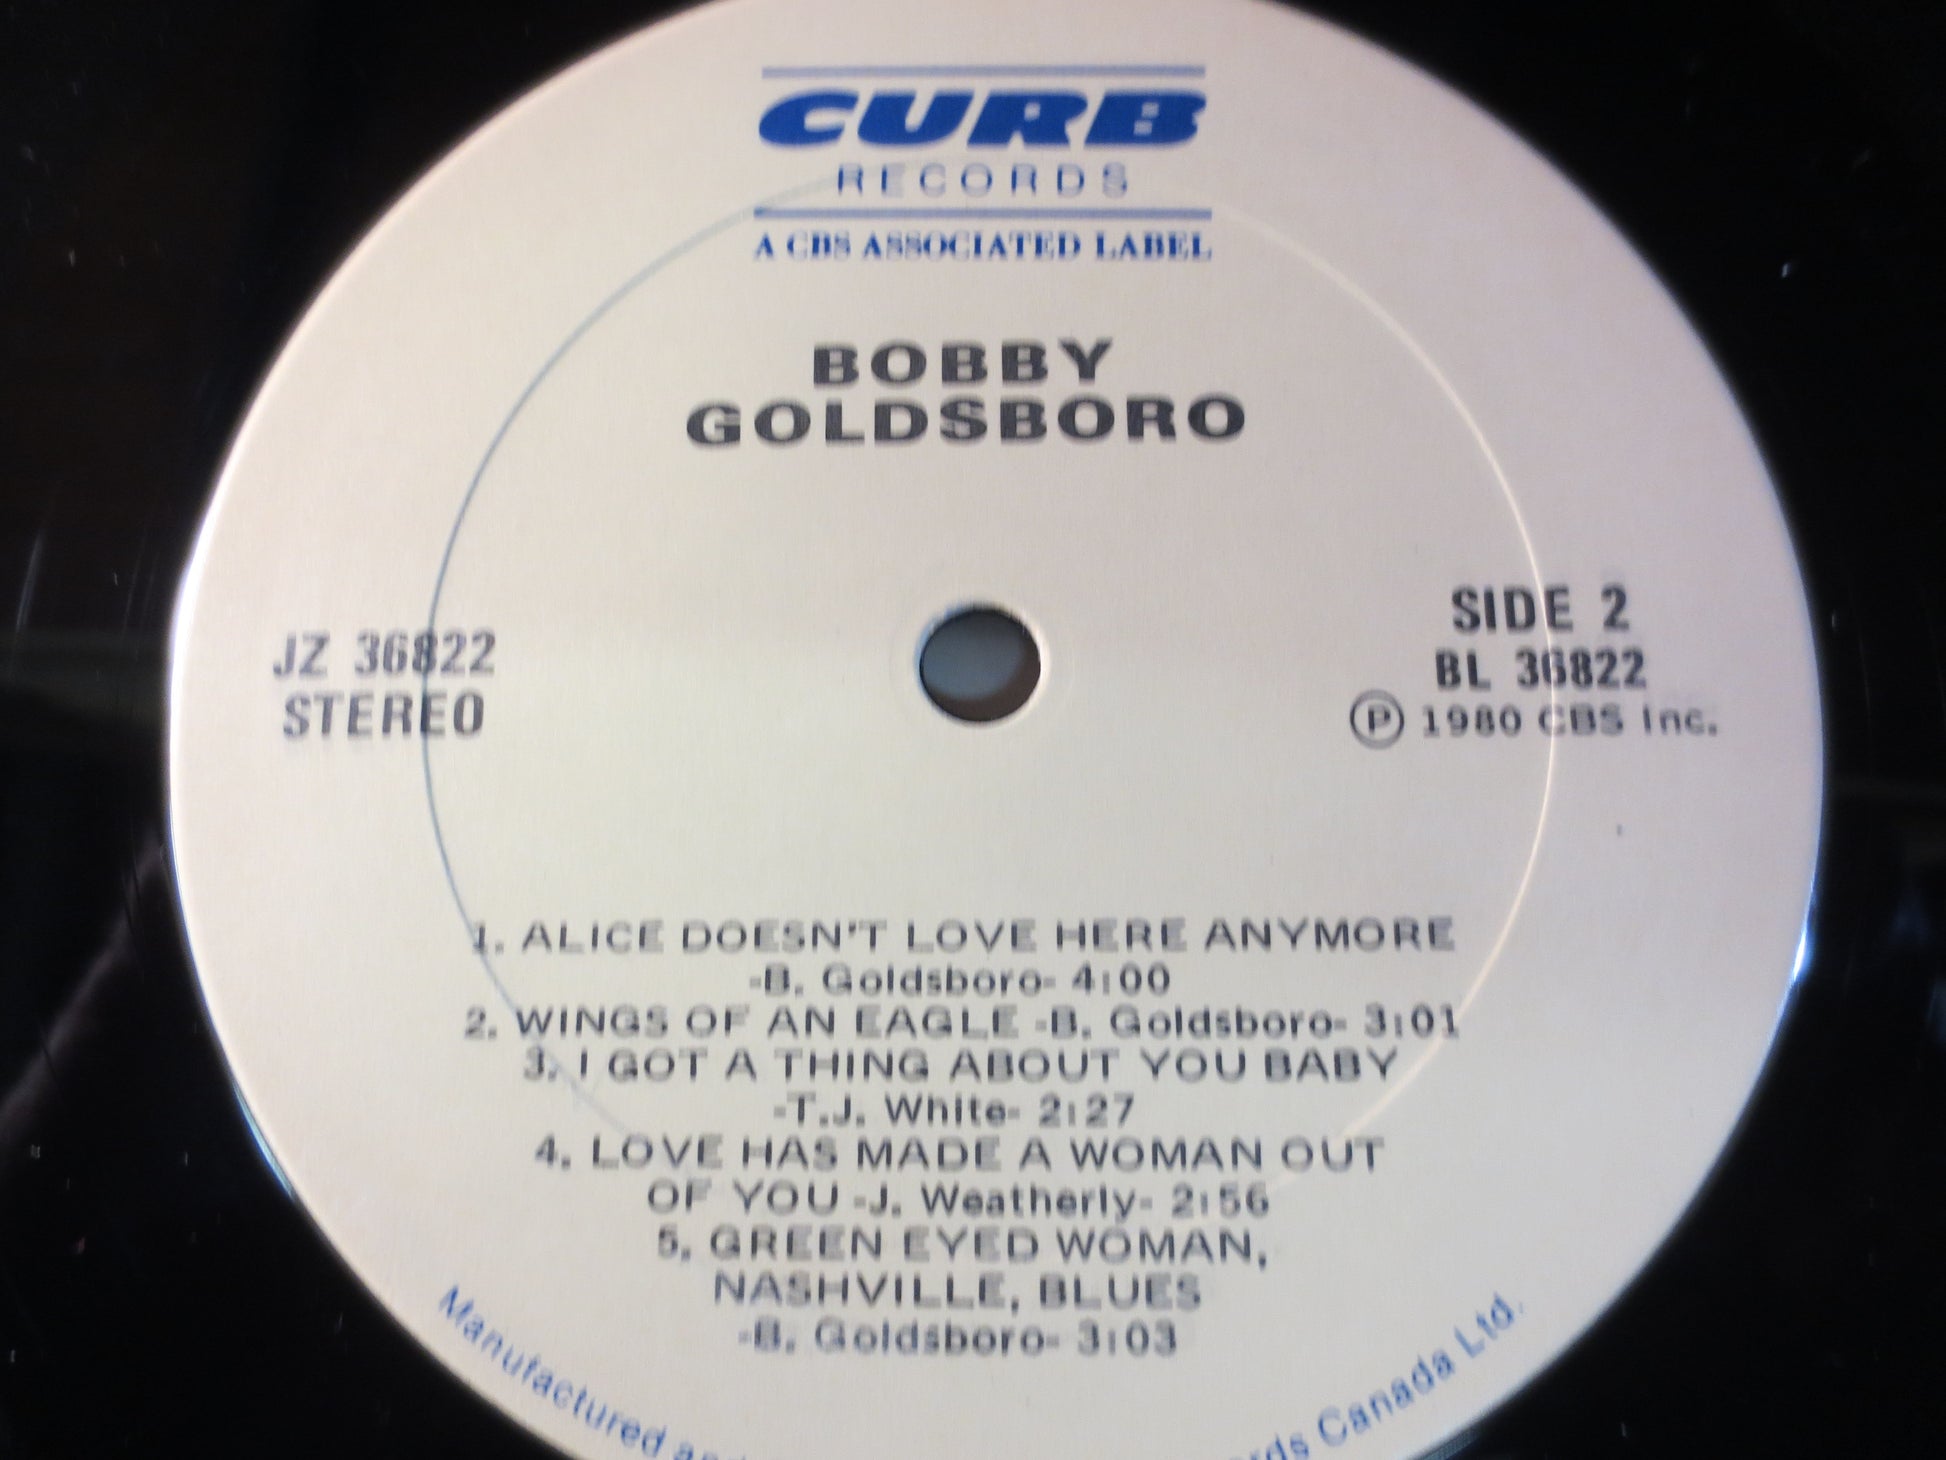 CURB
RECORDS
A CBS ASSOCIATED LABEL
BOBBY
GOLDSBORO
JZ 36822
STEREO
SIDE 2
BL 36822
Ⓟ 1980 CBS Inc.
1. ALICE DOESN'T LOVE HERE ANYMORE
-B. Goldsboro- 4:00
2. WINGS OF AN EAGLE -B. Goldsboro- 3:01
3. I GOT A THING ABOUT YOU BABY
-T.J. White- 2:27
4. LOVE HAS MADE A WOMAN OUT
OF YOU -J. Weatherly- 2:56
5. GREEN EYED WOMAN,
NASHVILLE, BLUES
-B. Goldsboro- 3:03
Manufactured Canada Ltd.